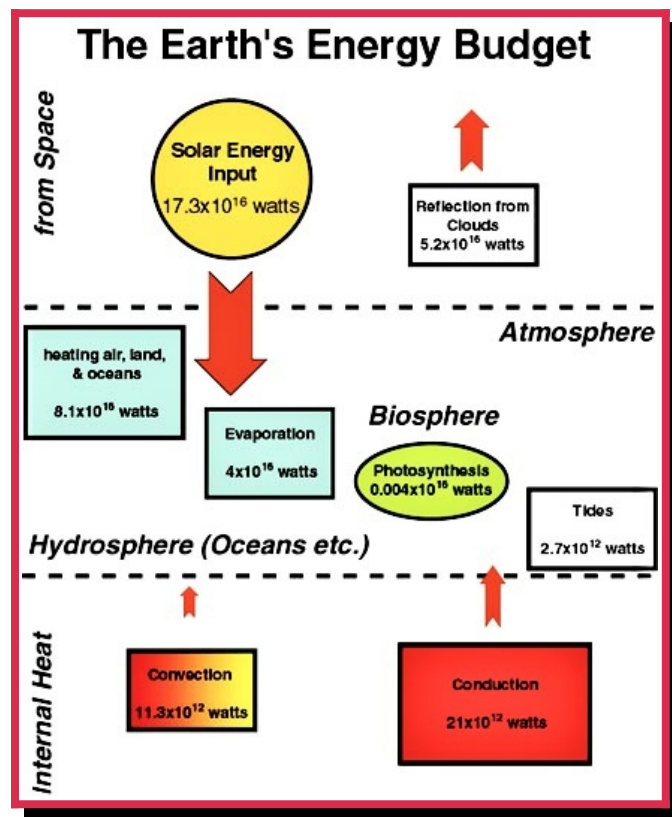 The Earth's Energy Budget
from Space
Solar Energy
Input
17.3x10¹⁶ watts
Reflection from
Clouds
5.2x10¹⁶ watts
Atmosphere
heating air, land,
& oceans
8.1x10¹⁶ watts
Evaporation
4x10¹⁶ watts
Biosphere
Photosynthesis
0.004x10¹⁶ watts
Tides
2.7x10¹² watts
Hydrosphere (Oceans etc.)
Internal Heat
Convection
11.3x10¹² watts
Conduction
21x10¹² watts